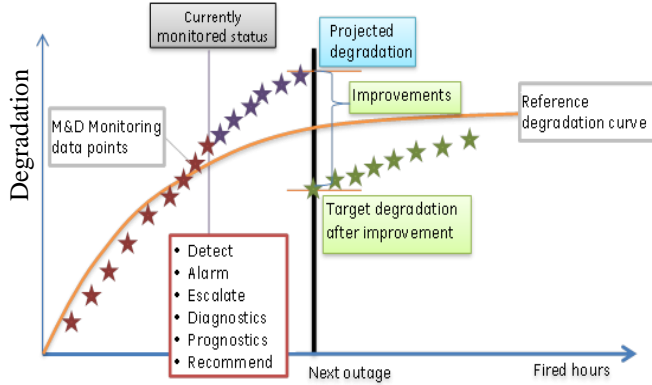 Currently
monitored status
Projected
degradation
Improvements
Reference
degradation curve
M&D Monitoring
data points
Degradation
Target degradation
after improvement
• Detect
• Alarm
• Escalate
• Diagnostics
• Prognostics
• Recommend
Next outage
Fired hours